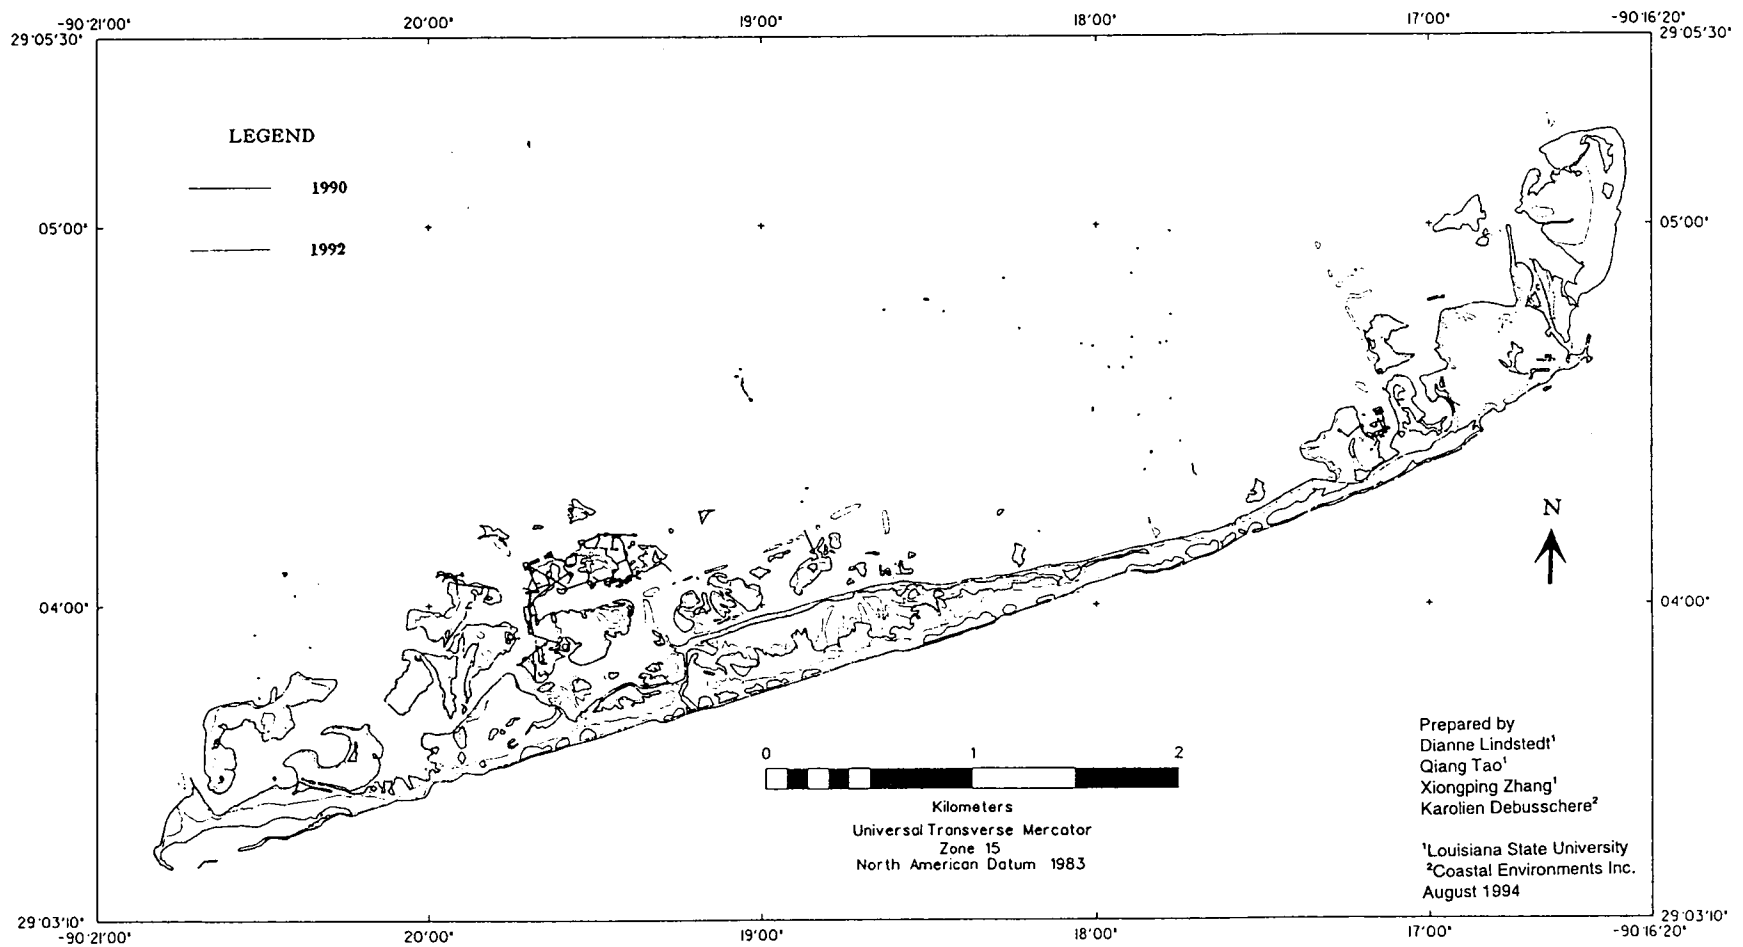 -90°21'00" 20'00" 19'00" 18'00" 17'00" -90°16'20"
29°05'30" 29°05'30"
LEGEND
1990
05'00" 05'00"
1992
N
04'00" 04'00"
0 1 2
Kilometers
Universal Transverse Mercator
Zone 15
North American Datum 1983
Prepared by
Dianne Lindstedt¹
Qiang Tao¹
Xiongping Zhang¹
Karolien Debusschere²
¹Louisiana State University
²Coastal Environments Inc.
August 1994
29°03'10" 29°03'10"
-90°21'00" 20'00" 19'00" 18'00" 17'00" -90°16'20"